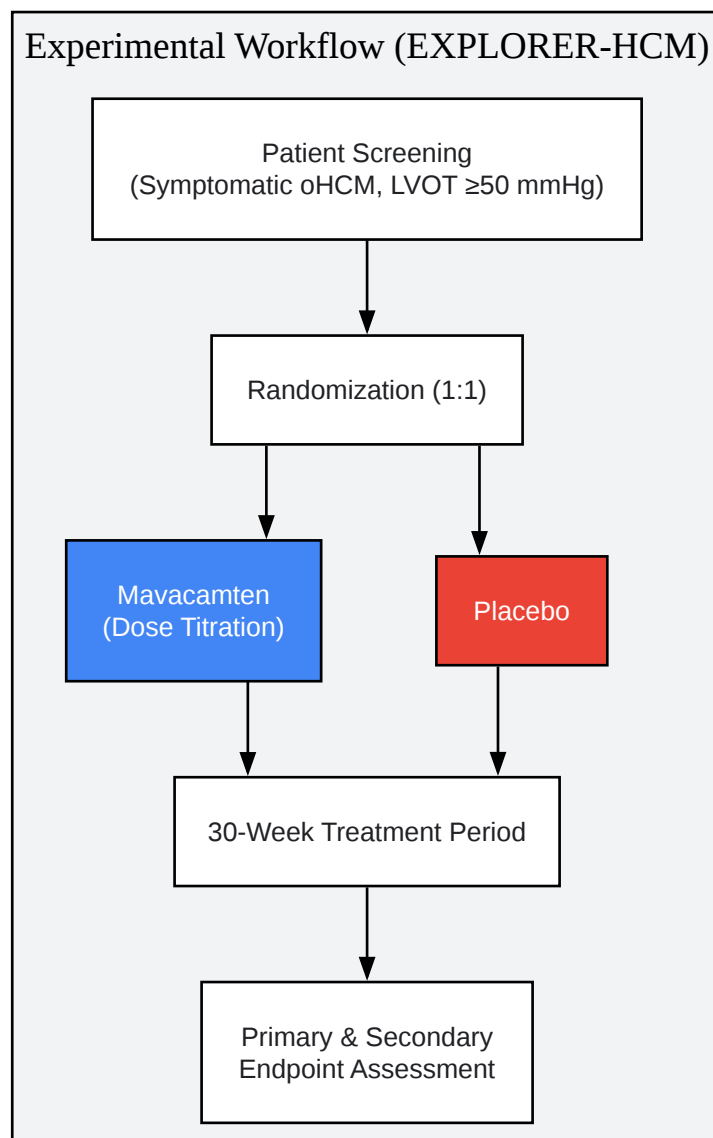 Experimental Workflow (EXPLORER-HCM)
Patient Screening
(Symptomatic oHCM, LVOT ≥50 mmHg)
Randomization (1:1)
Mavacamten
(Dose Titration)
Placebo
30-Week Treatment Period
Primary & Secondary
Endpoint Assessment